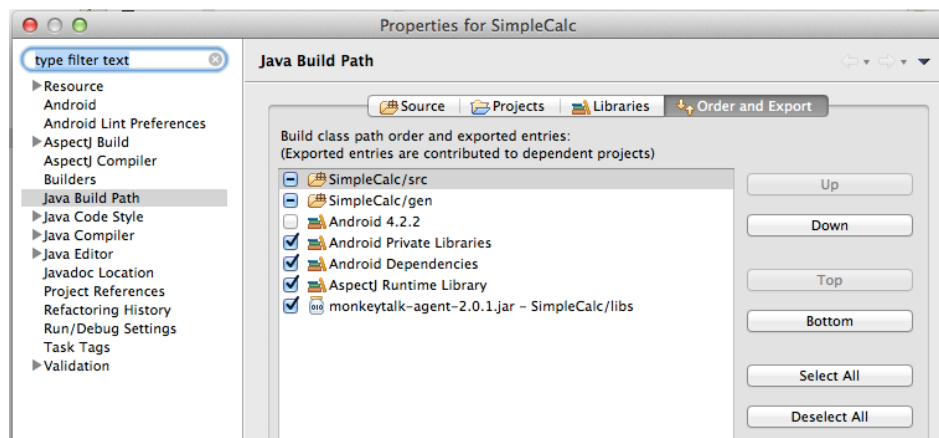 Properties for SimpleCalc
type filter text
Resource
Android
Android Lint Preferences
AspectJ Build
AspectJ Compiler
Builders
Java Build Path
Java Code Style
Java Compiler
Java Editor
Javadoc Location
Project References
Refactoring History
Run/Debug Settings
Task Tags
Validation
Java Build Path
Source Projects Libraries Order and Export
Build class path order and exported entries:
(Exported entries are contributed to dependent projects)
SimpleCalc/src
SimpleCalc/gen
Android 4.2.2
Android Private Libraries
Android Dependencies
AspectJ Runtime Library
monkeytalk-agent-2.0.1.jar - SimpleCalc/libs
Up
Down
Top
Bottom
Select All
Deselect All